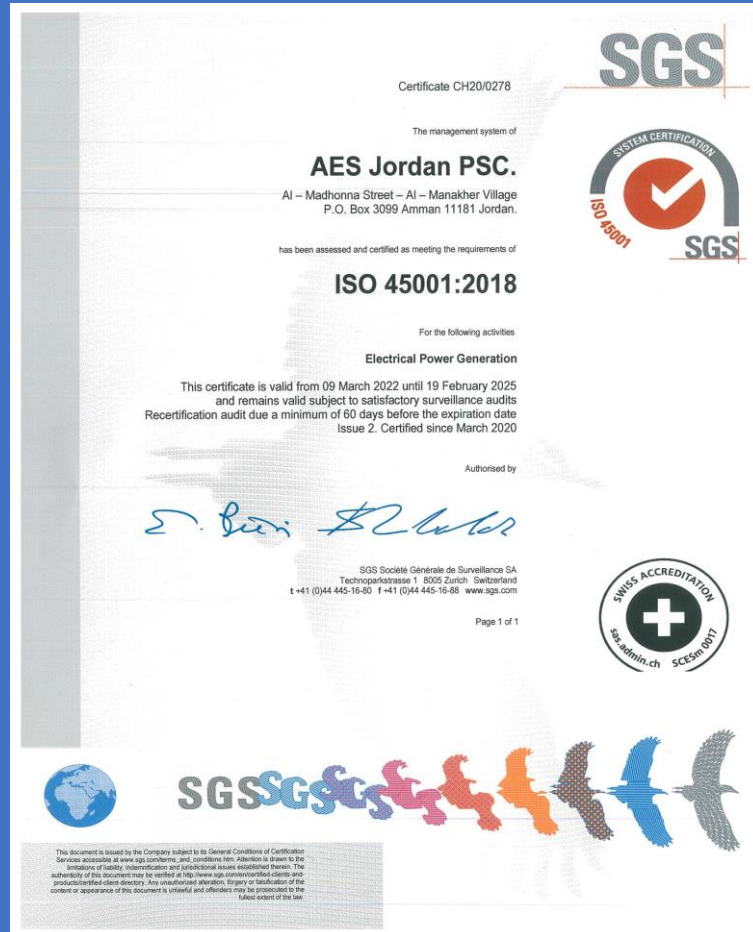 SGS
Certificate CH20/0278
The management system of
AES Jordan PSC.
Al – Madhonna Street – Al – Manakher Village
P.O. Box 3099 Amman 11181 Jordan.
has been assessed and certified as meeting the requirements of
ISO 45001:2018
For the following activities
Electrical Power Generation
This certificate is valid from 09 March 2022 until 19 February 2025
and remains valid subject to satisfactory surveillance audits
Recertification audit due a minimum of 60 days before the expiration date
Issue 2. Certified since March 2020
Authorised by
SGS Société Générale de Surveillance SA
Technoparkstrasse 1 8005 Zurich Switzerland
t +41 (0)44 445-16-80 f +41 (0)44 445-16-88 www.sgs.com
Page 1 of 1
SYSTEM CERTIFICATION
ISO 45001
SGS
SWISS ACCREDITATION
sas.admin.ch SCESm 0017
SGS SGS SGS
This document is issued by the Company subject to its General Conditions of Certification
Services accessible at www.sgs.com/terms_and_conditions.htm. Attention is drawn to the
limitations of liability, indemnification and jurisdictional issues established therein. The
authenticity of this document may be verified at http://www.sgs.com/en/certified-clients-and-
products/certified-client-directory. Any unauthorized alteration, forgery or falsification of the
content or appearance of this document is unlawful and offenders may be prosecuted to the
fullest extent of the law.